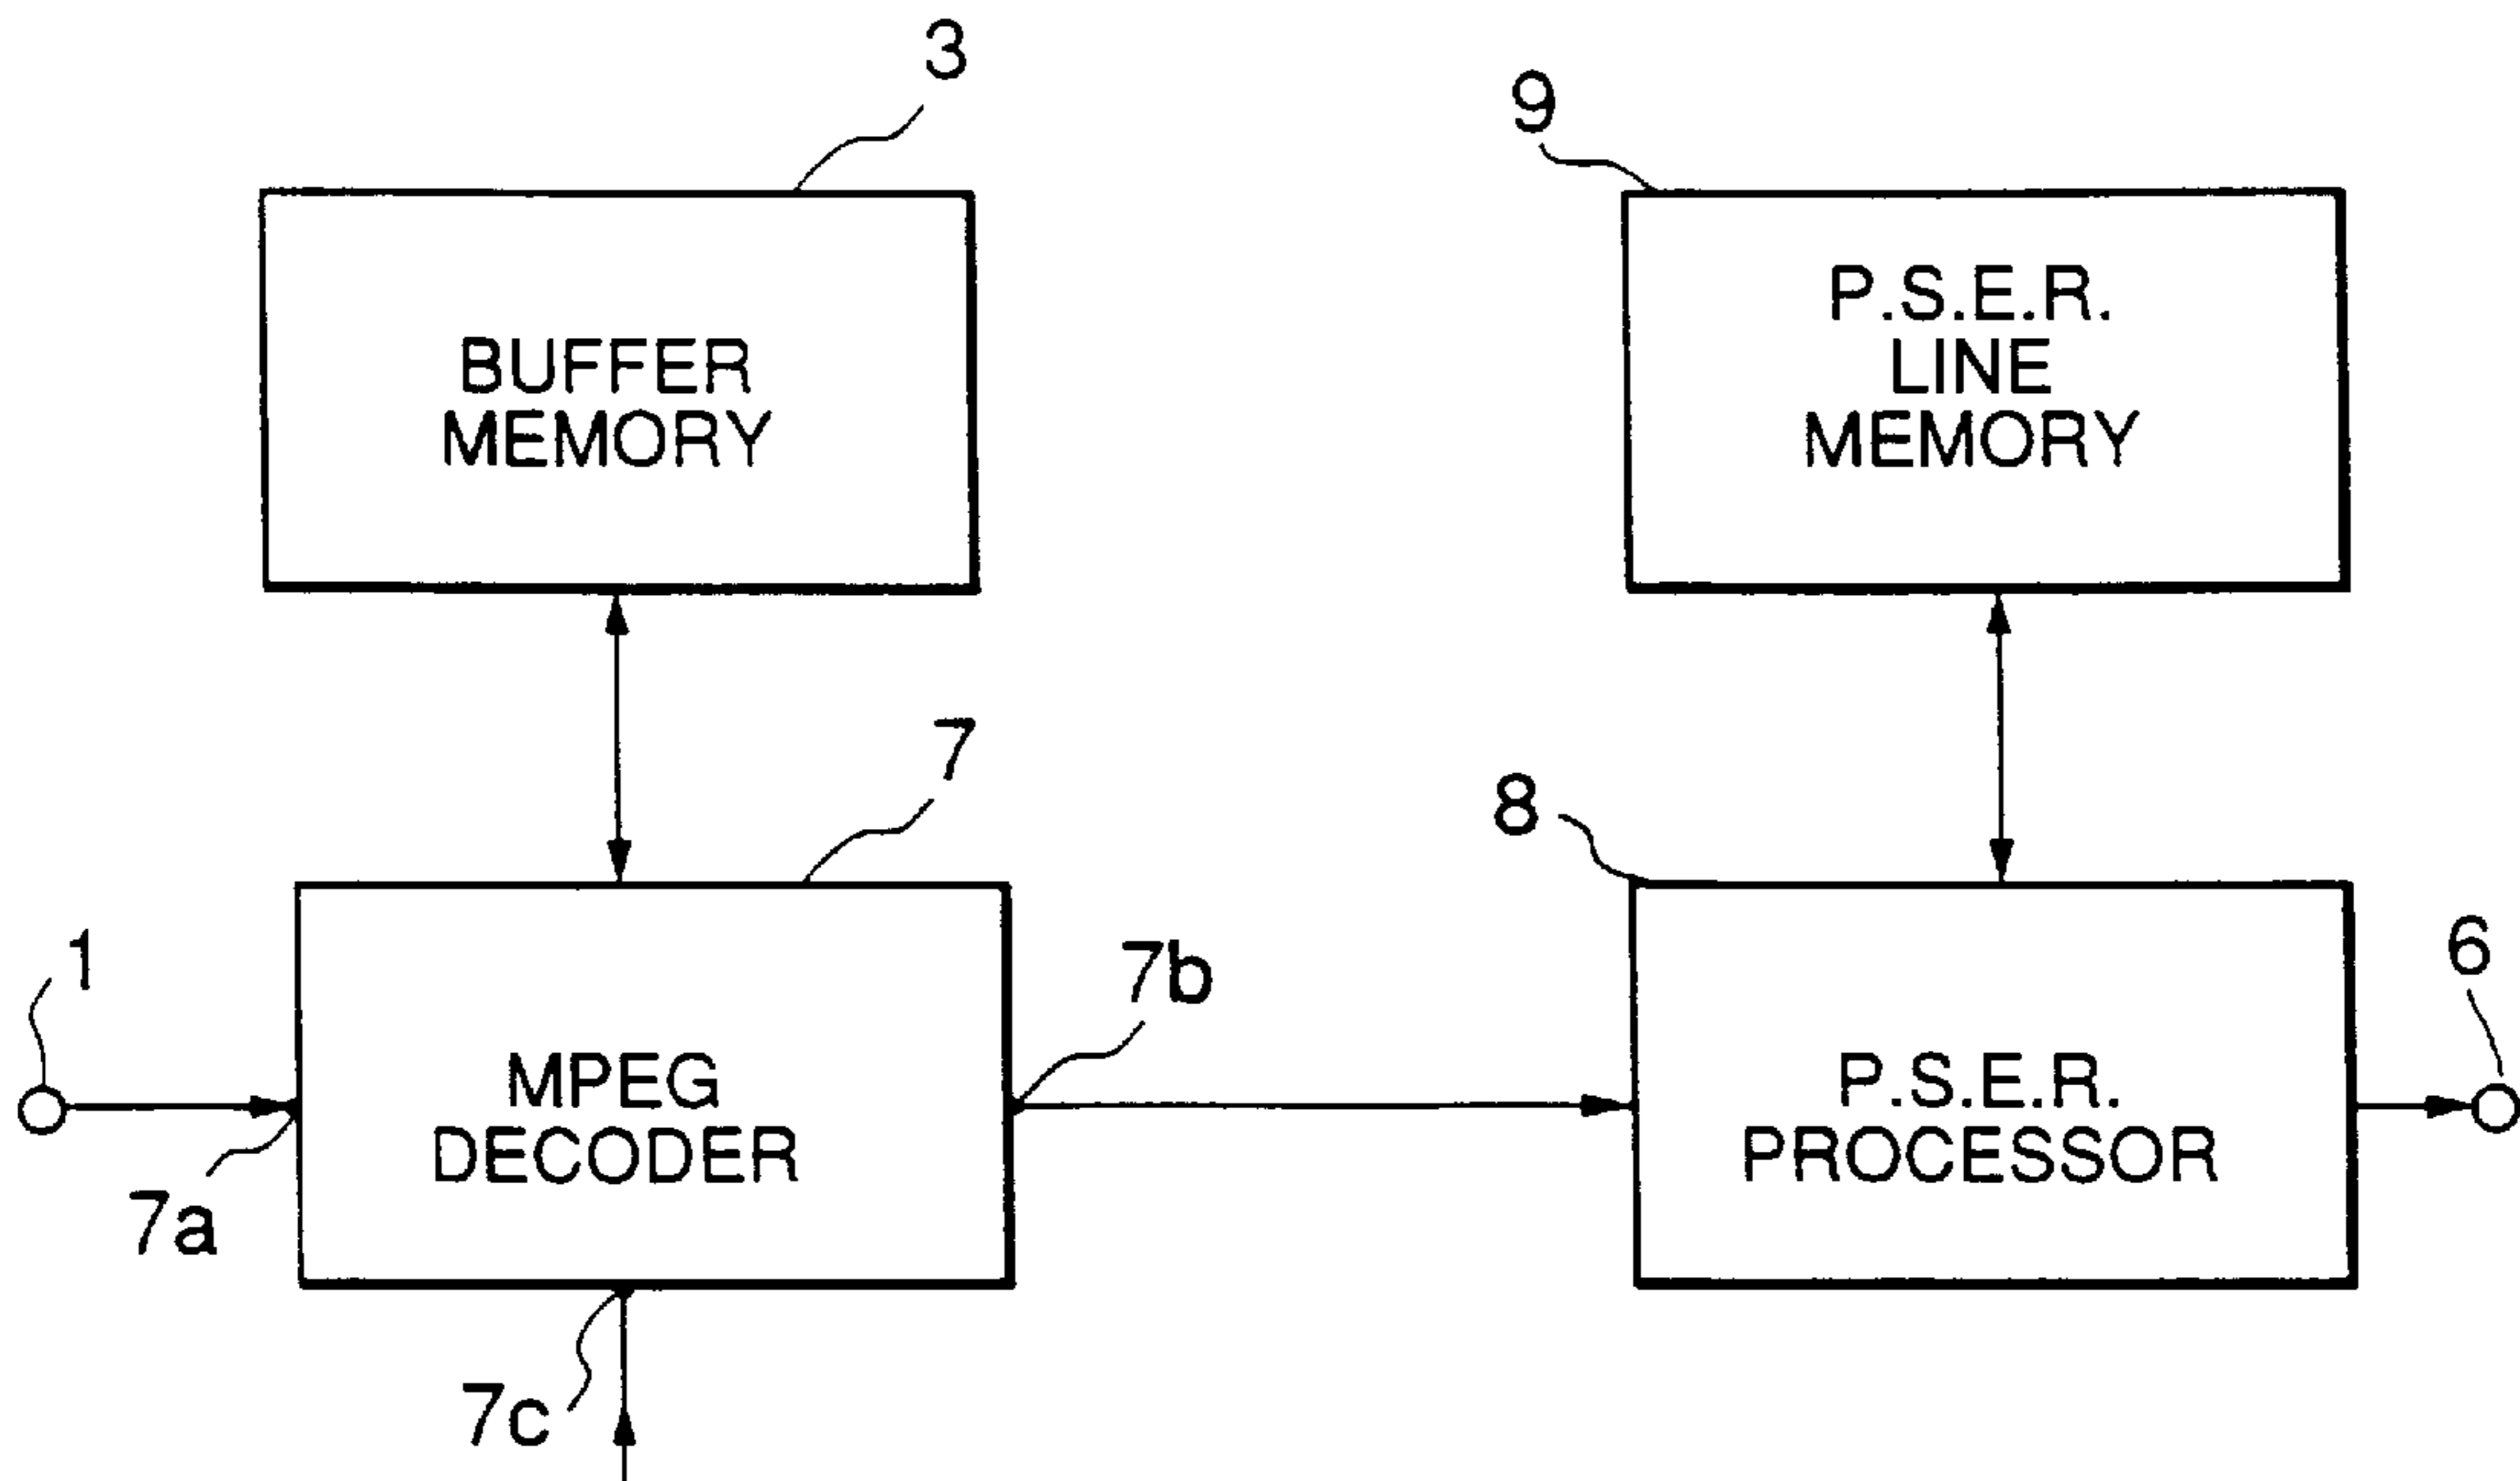 3
9
BUFFER
MEMORY
P.S.E.R.
LINE
MEMORY
7
8
1
7b
6
MPEG
DECODER
P.S.E.R.
PROCESSOR
7a
7c